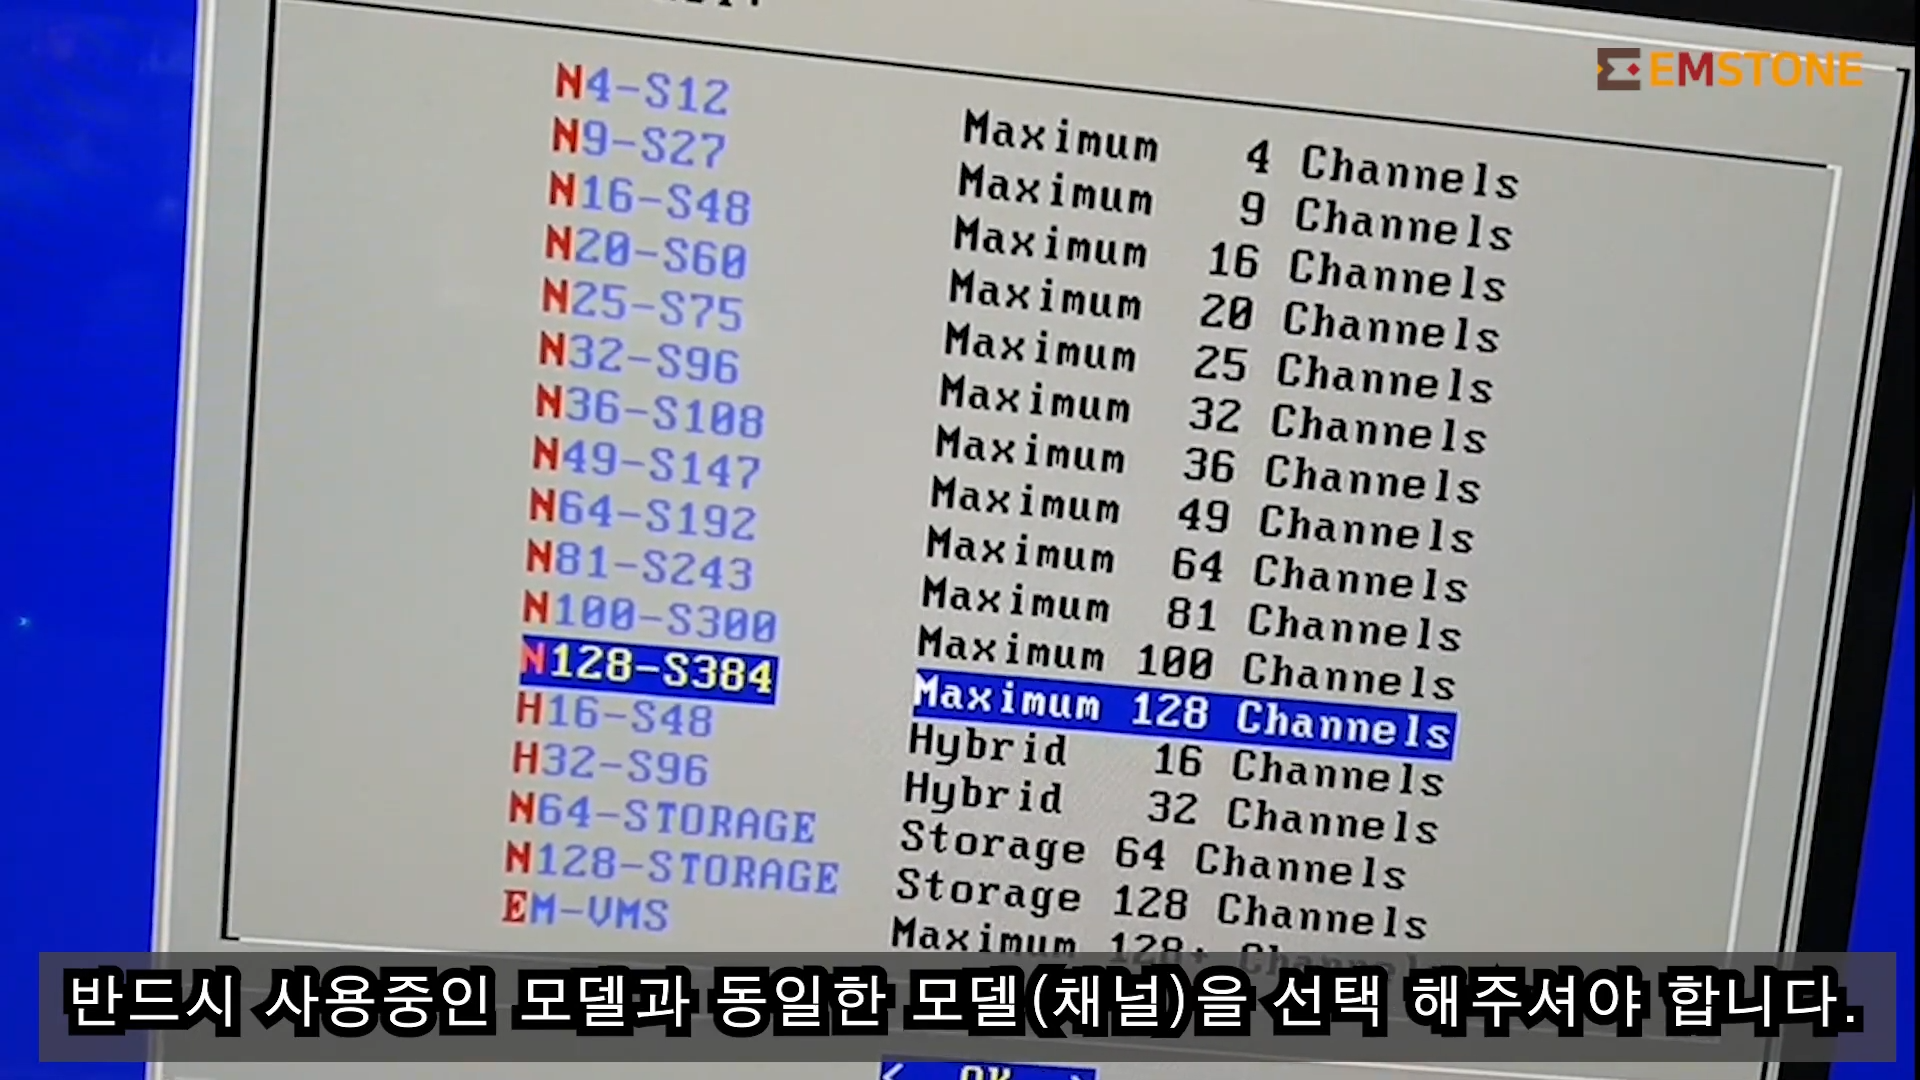 EMSTONE
N4-S12 Maximum 4 Channels
N9-S27 Maximum 9 Channels
N16-S48 Maximum 16 Channels
N20-S60 Maximum 20 Channels
N25-S75 Maximum 25 Channels
N32-S96 Maximum 32 Channels
N36-S108 Maximum 36 Channels
N49-S147 Maximum 49 Channels
N64-S192 Maximum 64 Channels
N81-S243 Maximum 81 Channels
N100-S300 Maximum 100 Channels
N128-S384 Maximum 128 Channels
H16-S48 Hybrid 16 Channels
H32-S96 Hybrid 32 Channels
N64-STORAGE Storage 64 Channels
N128-STORAGE Storage 128 Channels
EM-VMS Maximum 128+ Channels
반드시 사용중인 모델과 동일한 모델(채널)을 선택 해주셔야 합니다.
< OK >